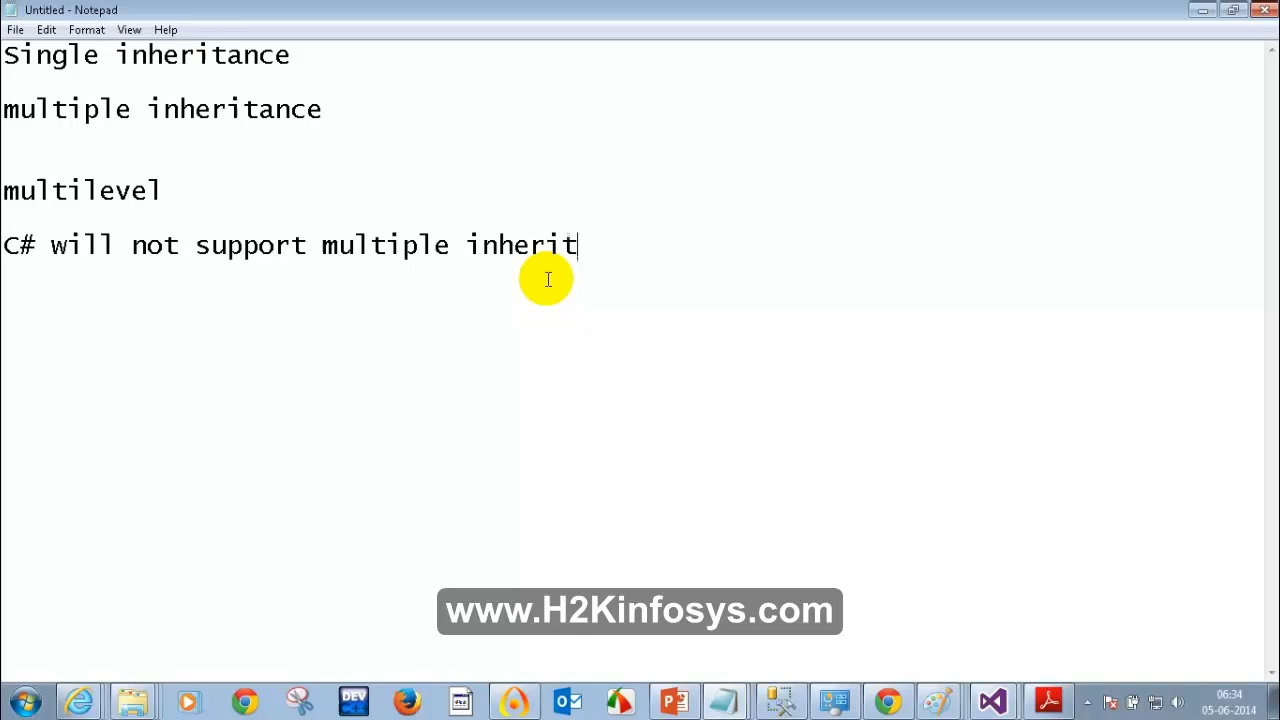 Untitled - Notepad
File Edit Format View Help
Single inheritance
multiple inheritance
multilevel
C# will not support multiple inherit
www.H2Kinfosys.com
DEV
06:34
05-06-2014